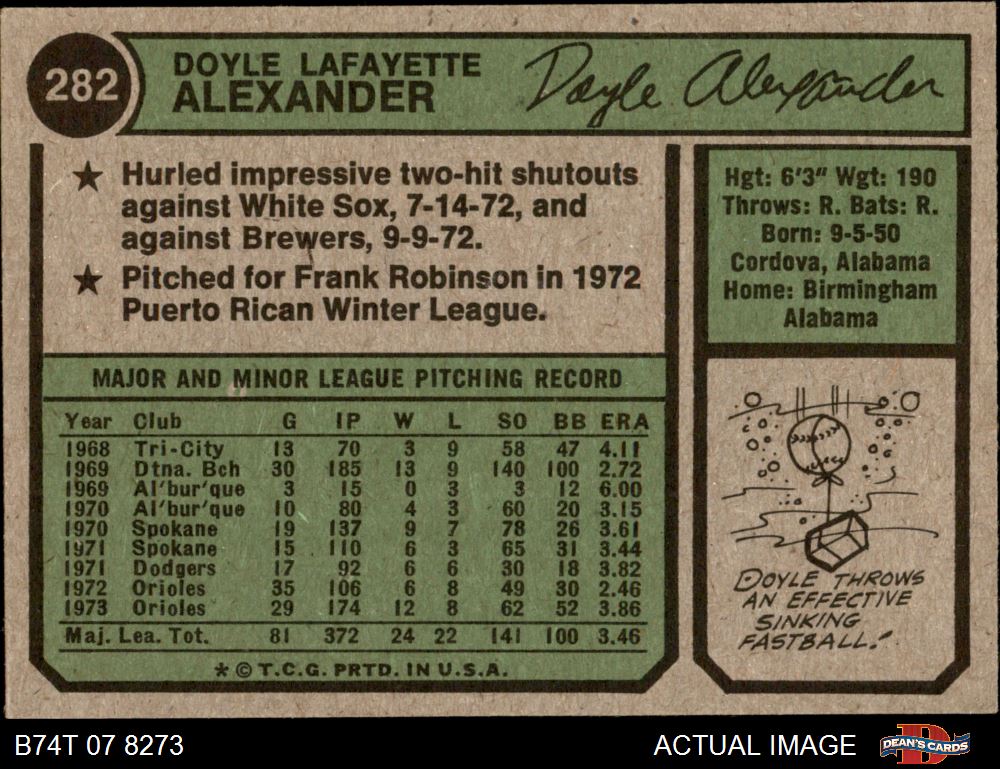 282
DOYLE LAFAYETTE
ALEXANDER
Doyle Alexander
★ Hurled impressive two-hit shutouts
against White Sox, 7-14-72, and
against Brewers, 9-9-72.
★ Pitched for Frank Robinson in 1972
Puerto Rican Winter League.
Hgt: 6'3" Wgt: 190
Throws: R. Bats: R.
Born: 9-5-50
Cordova, Alabama
Home: Birmingham
Alabama
MAJOR AND MINOR LEAGUE PITCHING RECORD
Year Club G IP W L SO BB ERA
1968 Tri-City 13 70 3 9 58 47 4.11
1969 Dtna. Bch 30 185 13 9 140 100 2.72
1969 Al'bur'que 3 15 0 3 3 12 6.00
1970 Al'bur'que 10 80 4 3 60 20 3.15
1970 Spokane 19 137 9 7 78 26 3.61
1971 Spokane 15 110 6 3 65 31 3.44
1971 Dodgers 17 92 6 6 30 18 3.82
1972 Orioles 35 106 6 8 49 30 2.46
1973 Orioles 29 174 12 8 62 52 3.86
Maj. Lea. Tot. 81 372 24 22 141 100 3.46
* © T.C.G. PRTD. IN U.S.A.
DOYLE THROWS
AN EFFECTIVE
SINKING
FASTBALL!
B74T 07 8273
ACTUAL IMAGE
DEAN'S CARDS